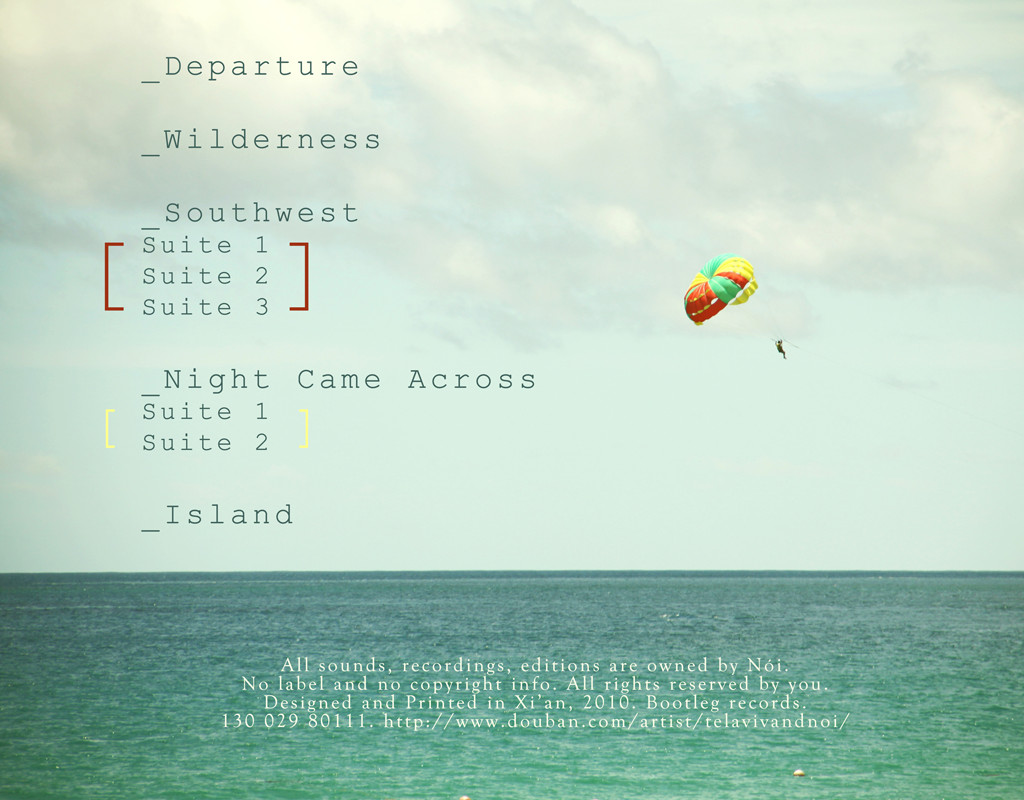 _Departure
_Wilderness
_Southwest
Suite 1
Suite 2
Suite 3
_Night Came Across
Suite 1
Suite 2
_Island
All sounds, recordings, editions are owned by Nói.
No label and no copyright info. All rights reserved by you.
Designed and Printed in Xi'an, 2010. Bootleg records.
130 029 80111. http://www.douban.com/artist/telavivandnoi/